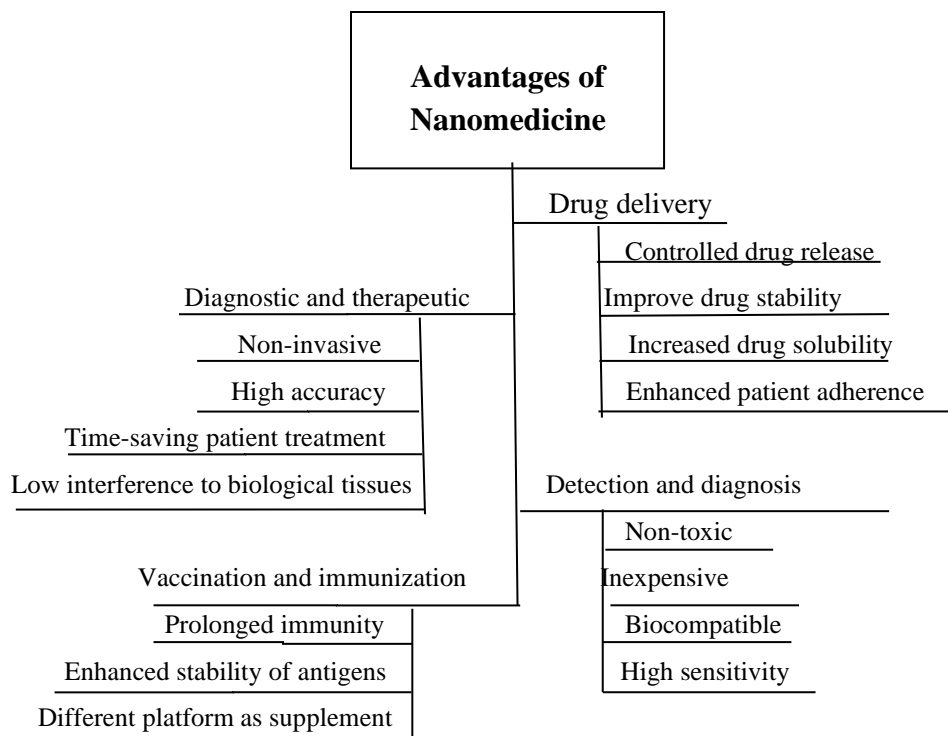 Advantages of
Nanomedicine
Drug delivery
Controlled drug release
Improve drug stability
Increased drug solubility
Enhanced patient adherence
Diagnostic and therapeutic
Non-invasive
High accuracy
Time-saving patient treatment
Low interference to biological tissues
Detection and diagnosis
Non-toxic
Inexpensive
Biocompatible
High sensitivity
Vaccination and immunization
Prolonged immunity
Enhanced stability of antigens
Different platform as supplement